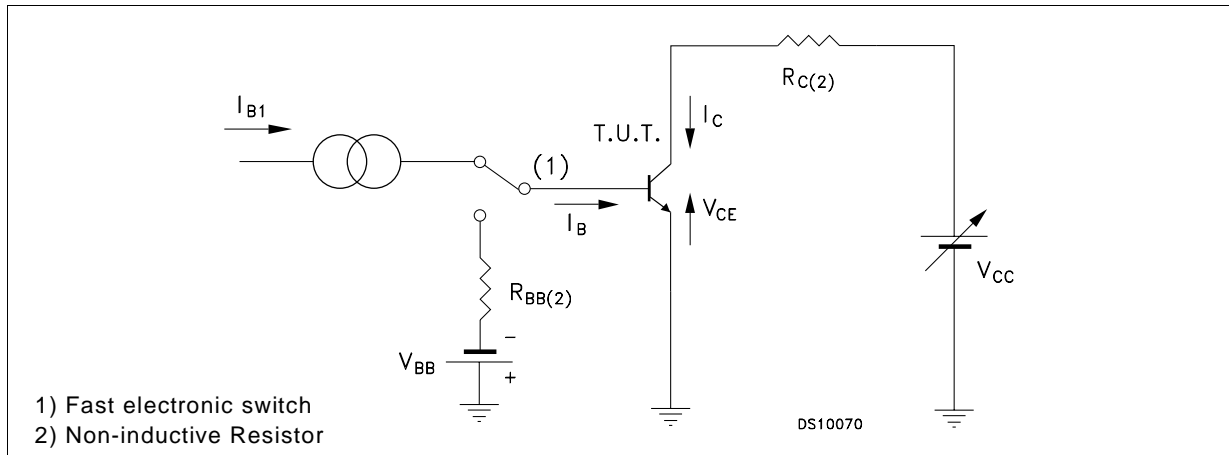 R_C(2)
I_B1
T.U.T.
I_C
(1)
I_B
V_CE
V_CC
R_BB(2)
-
V_BB
+
1) Fast electronic switch
2) Non-inductive Resistor
DS10070